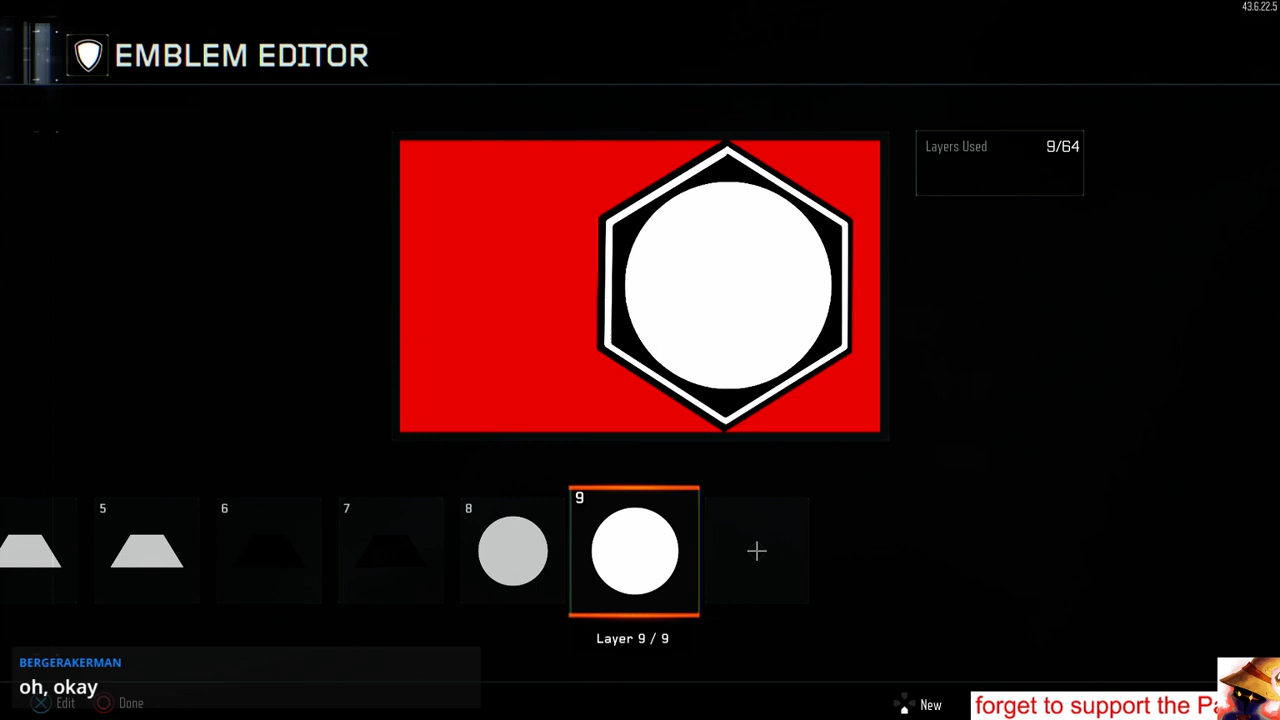 43.6.22.5
EMBLEM EDITOR
Layers Used 9/64
5 6 7 8 9
Layer 9 / 9
BERGERAKERMAN
oh, okay
Edit Done New
forget to support the